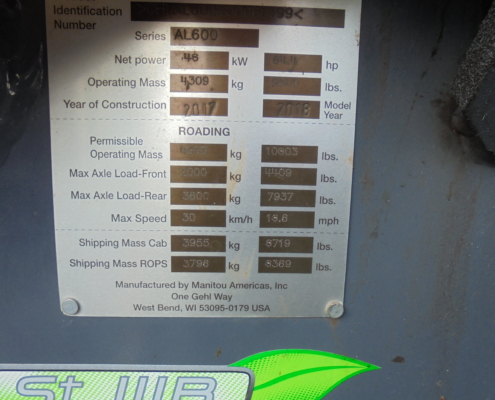 Identification
Number 99<
Series AL600
Net power 46 kW hp
Operating Mass 4309 kg lbs.
Year of Construction 2017 2018 Model
Year
ROADING
Permissible
Operating Mass kg 10803 lbs.
Max Axle Load-Front 2000 kg 4409 lbs.
Max Axle Load-Rear 3600 kg 7937 lbs.
Max Speed 30 km/h 18.6 mph
Shipping Mass Cab 3955 kg 8719 lbs.
Shipping Mass ROPS 3796 kg 8369 lbs.
Manufactured by Manitou Americas, Inc
One Gehl Way
West Bend, WI 53095-0179 USA